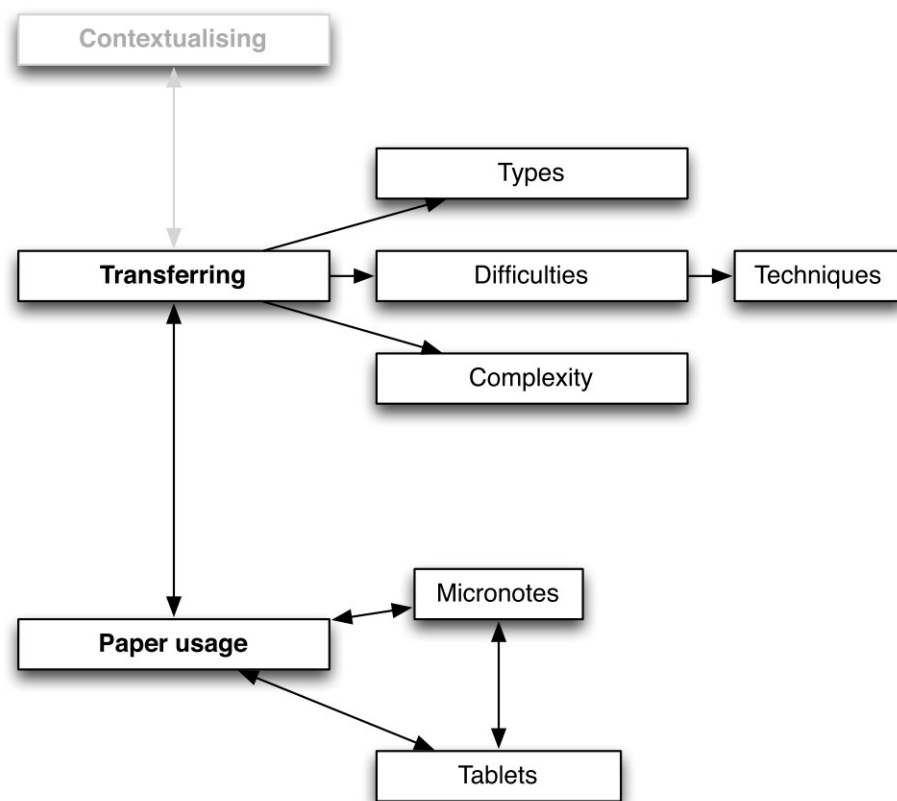 Contextualising
Types
Transferring
Difficulties
Techniques
Complexity
Micronotes
Paper usage
Tablets